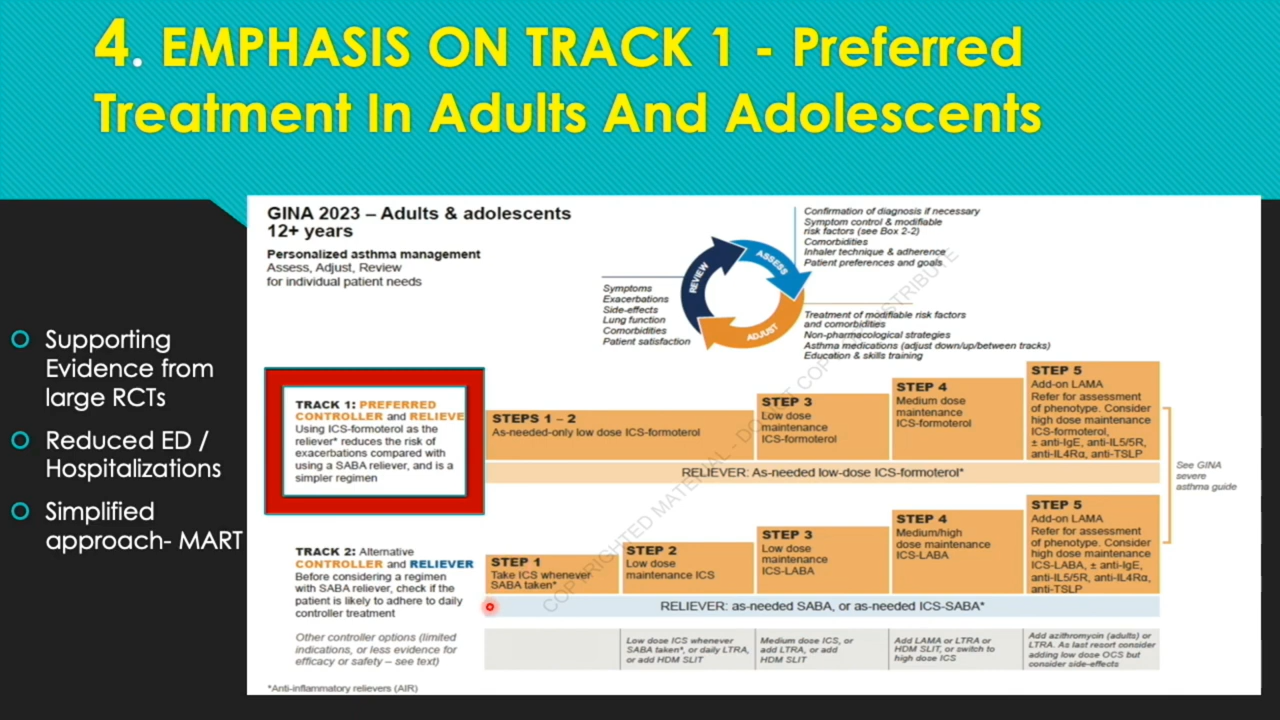 4. EMPHASIS ON TRACK 1 - Preferred
Treatment In Adults And Adolescents
Supporting
Evidence from
large RCTs
Reduced ED /
Hospitalizations
Simplified
approach- MART
GINA 2023 – Adults & adolescents
12+ years
Personalized asthma management
Assess, Adjust, Review
for individual patient needs
REVIEW
ASSESS
ADJUST
Confirmation of diagnosis if necessary
Symptom control & modifiable
risk factors (see Box 2-2)
Comorbidities
Inhaler technique & adherence
Patient preferences and goals
Symptoms
Exacerbations
Side-effects
Lung function
Comorbidities
Patient satisfaction
Treatment of modifiable risk factors
and comorbidities
Non-pharmacological strategies
Asthma medications (adjust down/up/between tracks)
Education & skills training
TRACK 1: PREFERRED
CONTROLLER and RELIEVE
Using ICS-formoterol as the
reliever* reduces the risk of
exacerbations compared with
using a SABA reliever, and is a
simpler regimen
STEPS 1 – 2
As-needed-only low dose ICS-formoterol
STEP 3
Low dose
maintenance
ICS-formoterol
STEP 4
Medium dose
maintenance
ICS-formoterol
STEP 5
Add-on LAMA
Refer for assessment
of phenotype. Consider
high dose maintenance
ICS-formoterol,
± anti-IgE, anti-IL5/5R,
anti-IL4Rα, anti-TSLP
RELIEVER: As-needed low-dose ICS-formoterol*
See GINA
severe
asthma guide
TRACK 2: Alternative
CONTROLLER and RELIEVER
Before considering a regimen
with SABA reliever, check if the
patient is likely to adhere to daily
controller treatment
STEP 1
Take ICS whenever
SABA taken*
STEP 2
Low dose
maintenance ICS
STEP 3
Low dose
maintenance
ICS-LABA
STEP 4
Medium/high
dose maintenance
ICS-LABA
STEP 5
Add-on LAMA
Refer for assessment
of phenotype. Consider
high dose maintenance
ICS-LABA, ± anti-IgE,
anti-IL5/5R, anti-IL4Rα,
anti-TSLP
RELIEVER: as-needed SABA, or as-needed ICS-SABA*
Other controller options (limited
indications, or less evidence for
efficacy or safety – see text)
Low dose ICS whenever
SABA taken*, or daily LTRA,
or add HDM SLIT
Medium dose ICS, or
add LTRA, or add
HDM SLIT
Add LAMA or LTRA or
HDM SLIT, or switch to
high dose ICS
Add azithromycin (adults) or
LTRA. As last resort consider
adding low dose OCS but
consider side-effects
*Anti-inflammatory relievers (AIR)
COPYRIGHTED MATERIAL - DO NOT COPY OR DISTRIBUTE